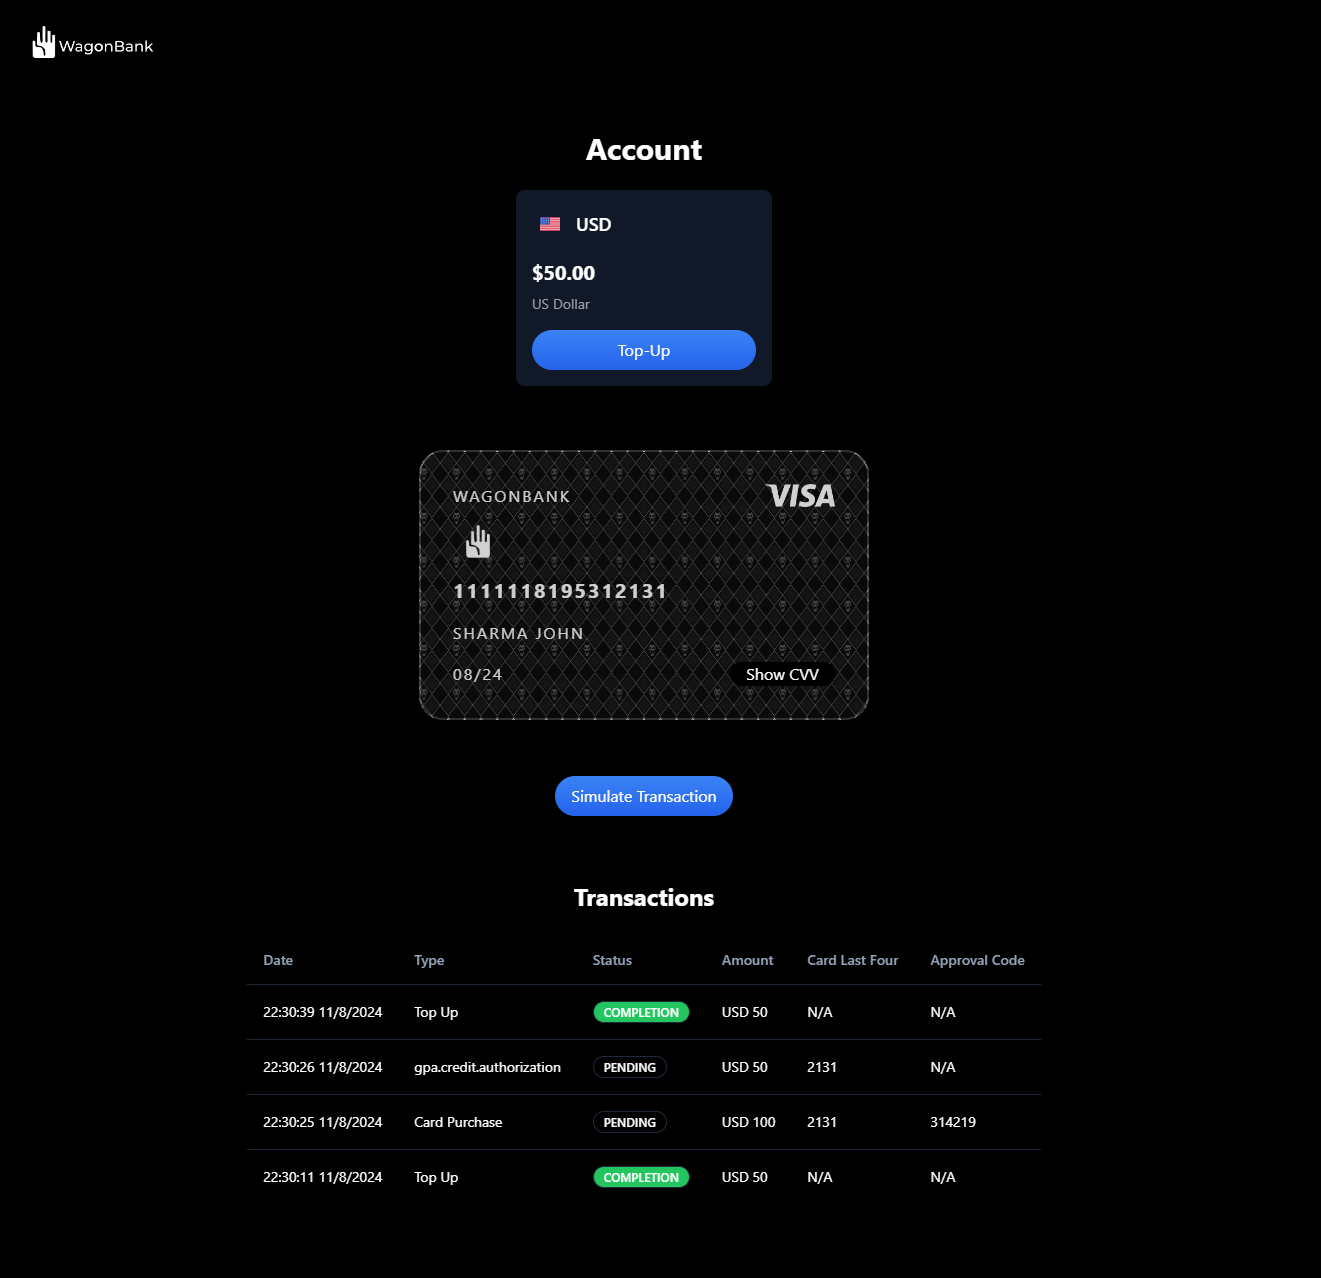 WagonBank
Account
USD
$50.00
US Dollar
Top-Up
WAGONBANK
VISA
1111118195312131
SHARMA JOHN
08/24
Show CVV
Simulate Transaction
Transactions
Date Type Status Amount Card Last Four Approval Code
22:30:39 11/8/2024 Top Up COMPLETION USD 50 N/A N/A
22:30:26 11/8/2024 gpa.credit.authorization PENDING USD 50 2131 N/A
22:30:25 11/8/2024 Card Purchase PENDING USD 100 2131 314219
22:30:11 11/8/2024 Top Up COMPLETION USD 50 N/A N/A